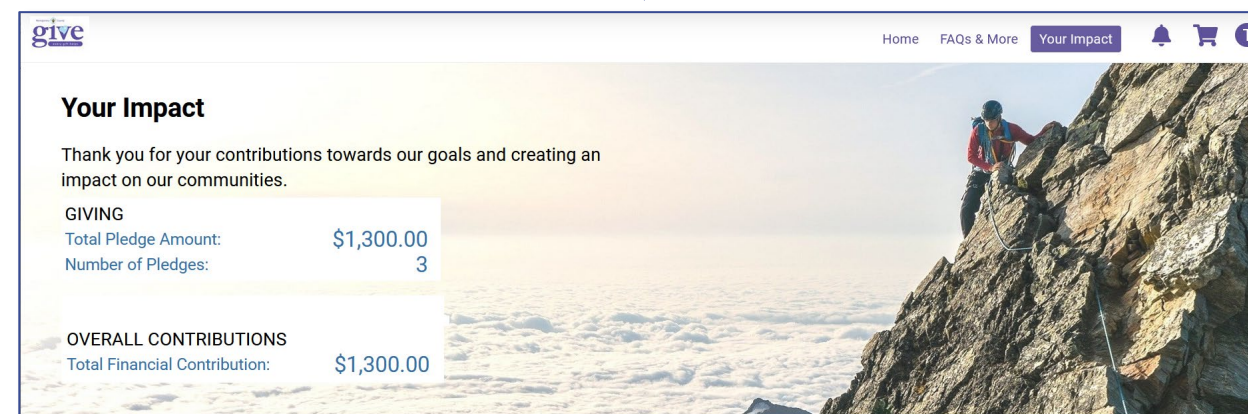 give
Home FAQs & More Your Impact
Your Impact
Thank you for your contributions towards our goals and creating an
impact on our communities.
GIVING
Total Pledge Amount: $1,300.00
Number of Pledges: 3
OVERALL CONTRIBUTIONS
Total Financial Contribution: $1,300.00